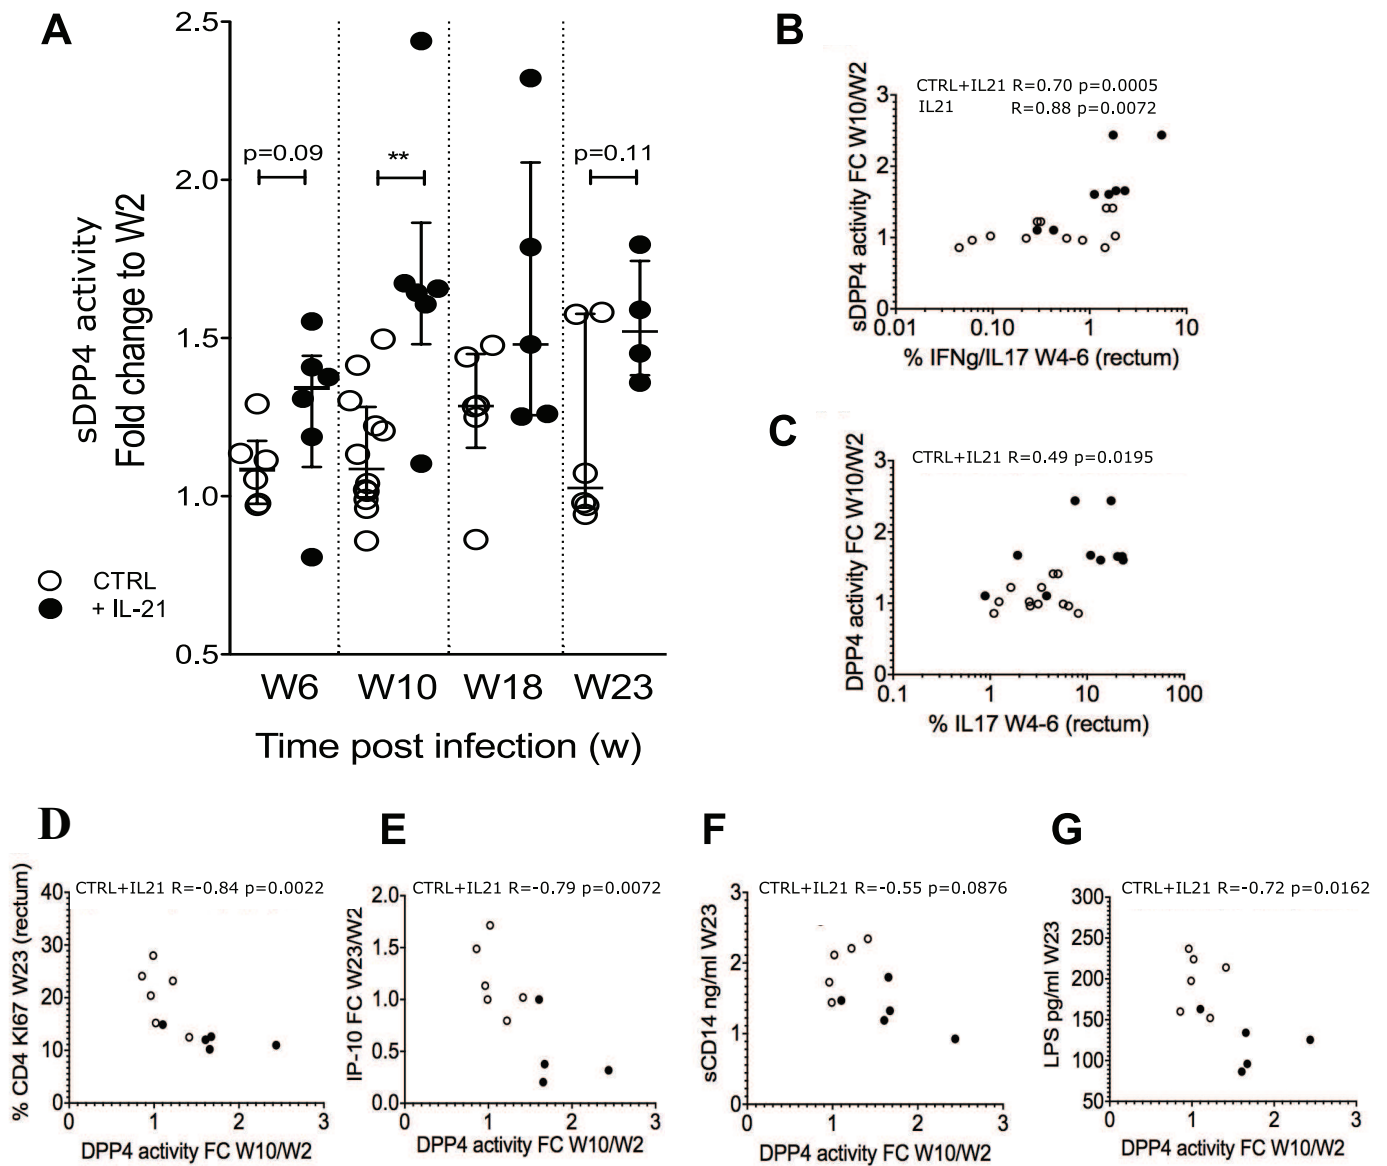 A
sDPP4 activity
Fold change to W2
2.5
2.0
1.5
1.0
0.5
p=0.09
**
p=0.11
CTRL
+ IL-21
W6 W10 W18 W23
Time post infection (w)
B
CTRL+IL21 R=0.70 p=0.0005
IL21 R=0.88 p=0.0072
sDPP4 activity FC W10/W2
3
2
1
0
0.01 0.10 1 10
% IFNg/IL17 W4-6 (rectum)
C
CTRL+IL21 R=0.49 p=0.0195
DPP4 activity FC W10/W2
3
2
1
0
0.1 1 10 100
% IL17 W4-6 (rectum)
D
CTRL+IL21 R=-0.84 p=0.0022
% CD4 KI67 W23 (rectum)
40
30
20
10
0
0 1 2 3
DPP4 activity FC W10/W2
E
CTRL+IL21 R=-0.79 p=0.0072
IP-10 FC W23/W2
2.0
1.5
1.0
0.5
0.0
0 1 2 3
DPP4 activity FC W10/W2
F
CTRL+IL21 R=-0.55 p=0.0876
sCD14 ng/ml W23
3
2
1
0
0 1 2 3
DPP4 activity FC W10/W2
G
CTRL+IL21 R=-0.72 p=0.0162
LPS pg/ml W23
300
250
200
150
100
50
0 1 2 3
DPP4 activity FC W10/W2